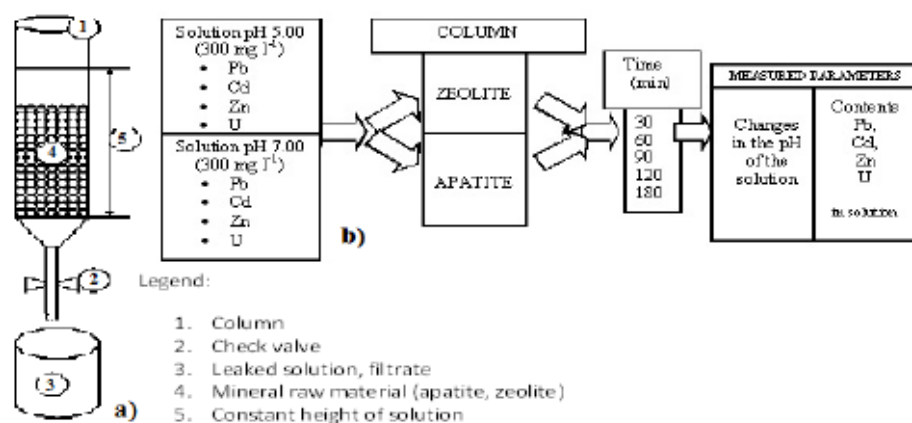 1
5
4
2
3
a)
Solution pH 5.00
(300 mg l⁻¹)
• Pb
• Cd
• Zn
• U
Solution pH 7.00
(300 mg l⁻¹)
• Pb
• Cd
• Zn
• U
b)
COLUMN
ZEOLITE
APATITE
Time
(min)
30
60
90
120
180
MEASURED PARAMETERS
Changes
in the pH
of the
solution
Contents
Pb,
Cd,
Zn
U
in solution
Legend:
1. Column
2. Check valve
3. Leaked solution, filtrate
4. Mineral raw material (apatite, zeolite)
5. Constant height of solution